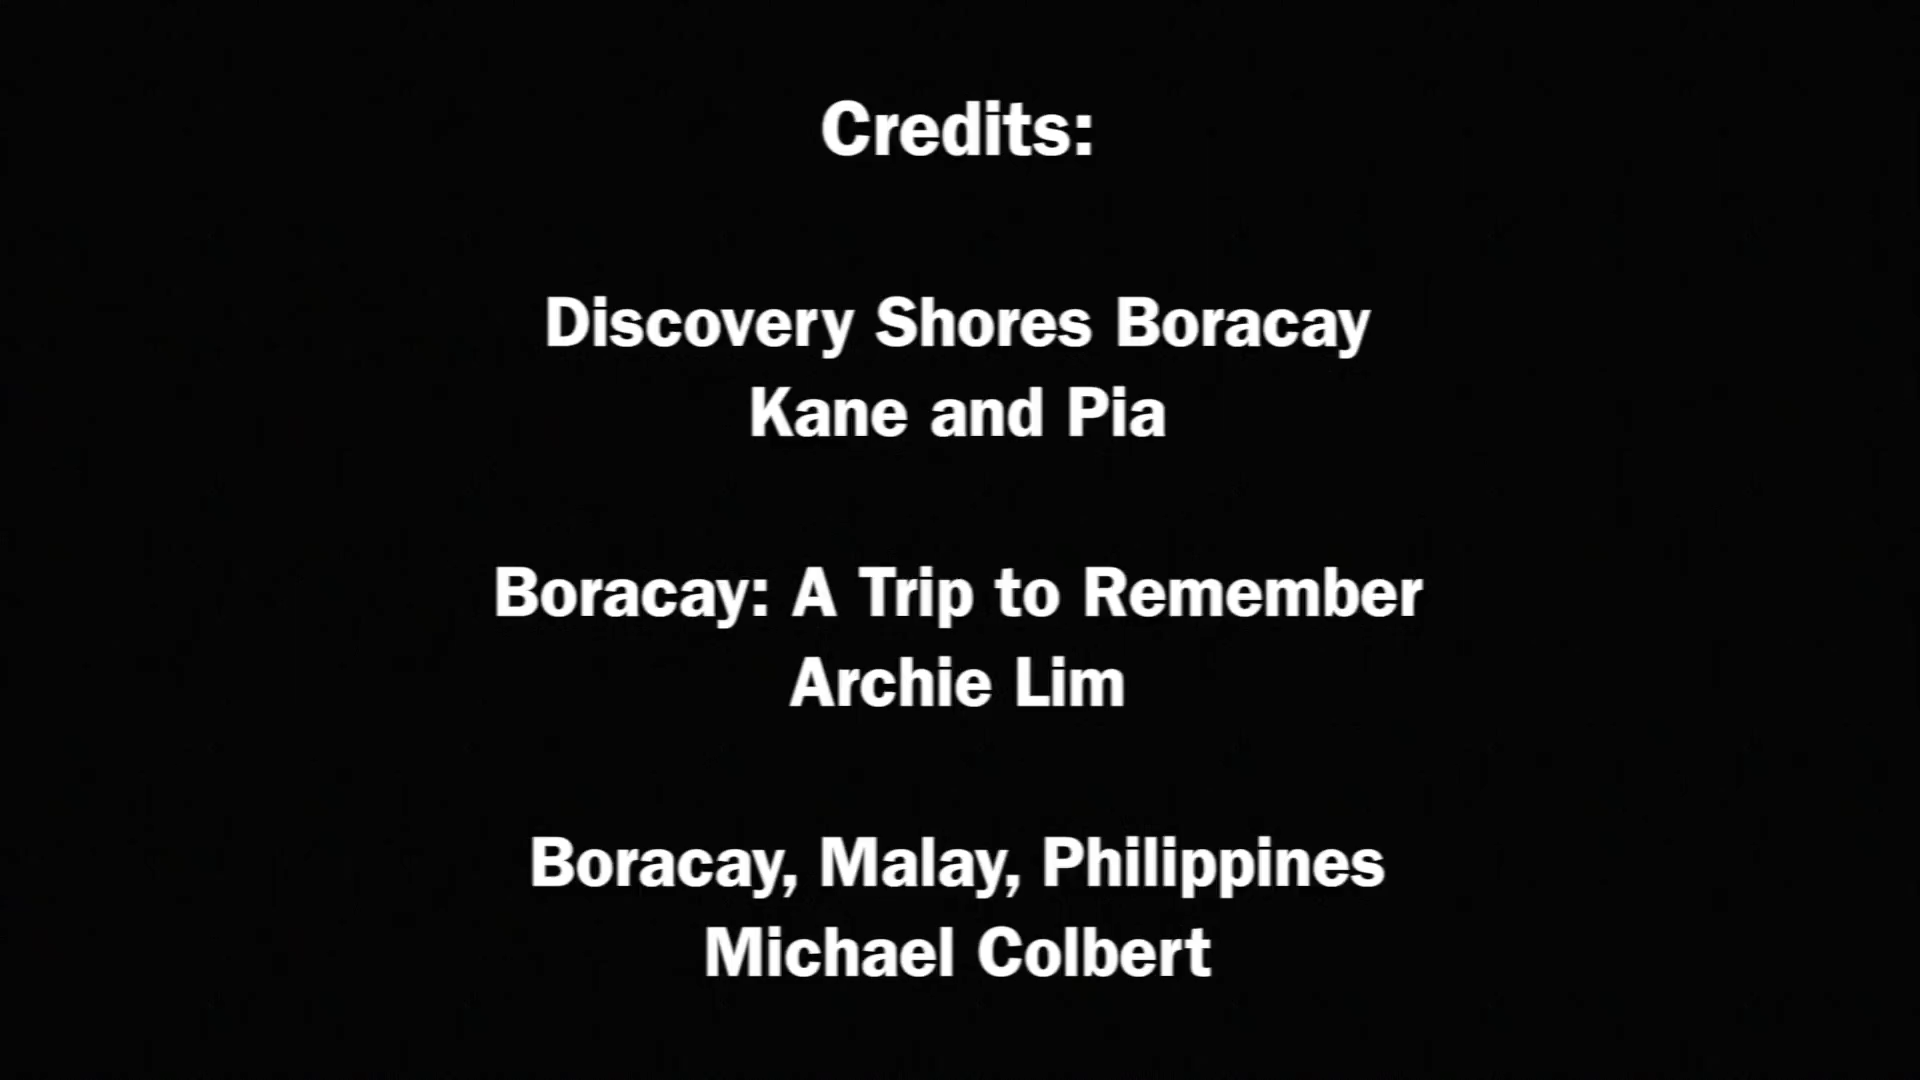 Credits:
Discovery Shores Boracay
Kane and Pia
Boracay: A Trip to Remember
Archie Lim
Boracay, Malay, Philippines
Michael Colbert